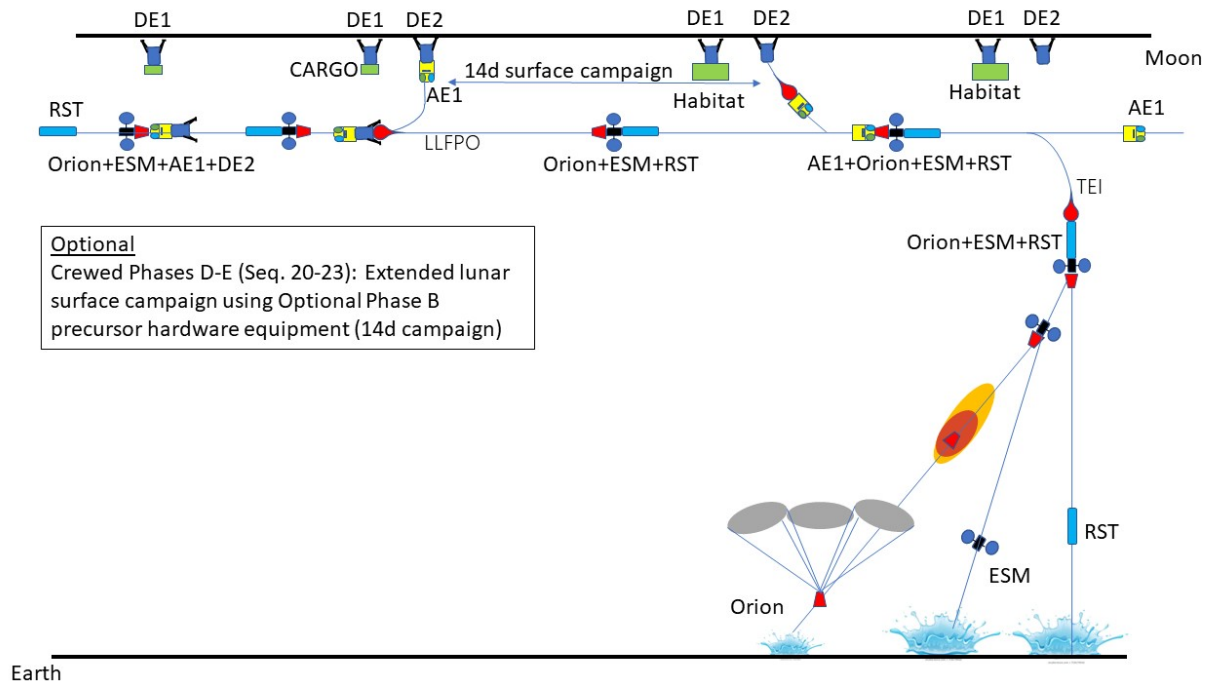 DE1
DE1
DE2
DE1
DE2
DE1
DE2
Moon
CARGO
14d surface campaign
AE1
Habitat
Habitat
RST
AE1
LLFPO
Orion+ESM+AE1+DE2
Orion+ESM+RST
AE1+Orion+ESM+RST
TEI
Orion+ESM+RST
Optional
Crewed Phases D-E (Seq. 20-23): Extended lunar
surface campaign using Optional Phase B
precursor hardware equipment (14d campaign)
RST
ESM
Orion
Earth